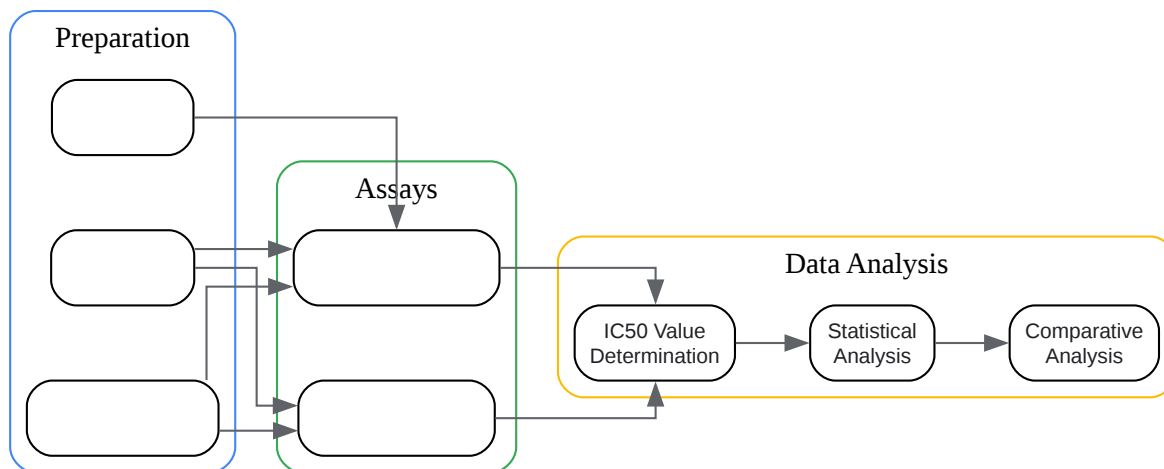 Preparation
Assays
Data Analysis
IC50 Value
Determination
Statistical
Analysis
Comparative
Analysis